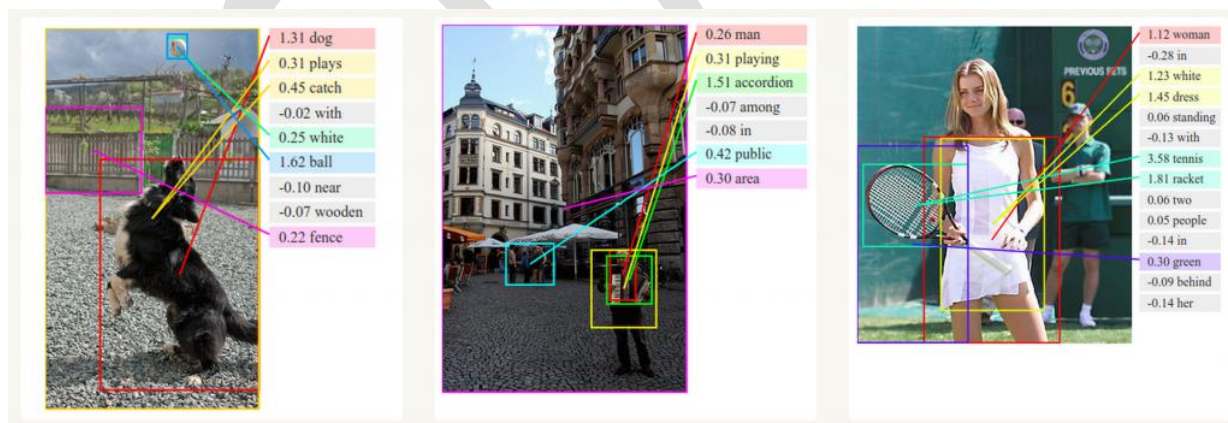 1.31 dog
0.31 plays
0.45 catch
-0.02 with
0.25 white
1.62 ball
-0.10 near
-0.07 wooden
0.22 fence
0.26 man
0.31 playing
1.51 accordion
-0.07 among
-0.08 in
0.42 public
0.30 area
PREVIOUS SETS
6
1.12 woman
-0.28 in
1.23 white
1.45 dress
0.06 standing
-0.13 with
3.58 tennis
1.81 racket
0.06 two
0.05 people
-0.14 in
0.30 green
-0.09 behind
-0.14 her